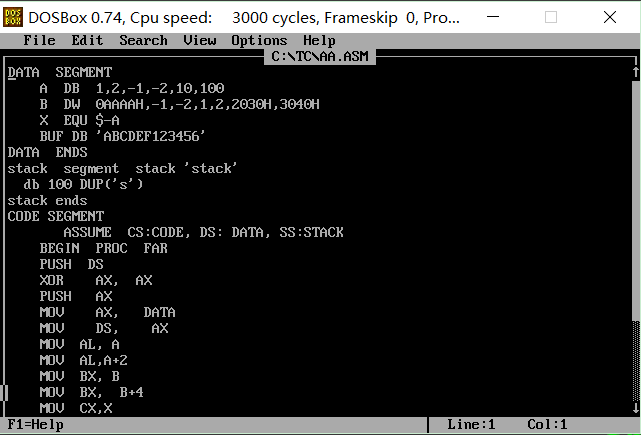 DOSBox 0.74, Cpu speed: 3000 cycles, Frameskip 0, Pro...
File Edit Search View Options Help
C:\TC\AA.ASM
DATA SEGMENT
A DB 1,2,-1,-2,10,100
B DW 0AAAAH,-1,-2,1,2,2030H,3040H
X EQU $-A
BUF DB 'ABCDEF123456'
DATA ENDS
stack segment stack 'stack'
db 100 DUP('s')
stack ends
CODE SEGMENT
ASSUME CS:CODE, DS: DATA, SS:STACK
BEGIN PROC FAR
PUSH DS
XOR AX, AX
PUSH AX
MOV AX, DATA
MOV DS, AX
MOV AL, A
MOV AL,A+2
MOV BX, B
MOV BX, B+4
MOV CX,X
F1=Help Line:1 Col:1